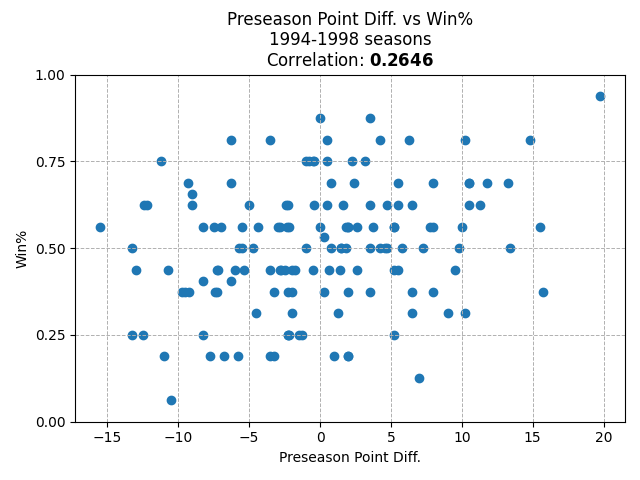 Preseason Point Diff. vs Win%
1994-1998 seasons
Correlation: 0.2646
1.00
0.75
0.50
0.25
0.00
Win%
−15
−10
−5
0
5
10
15
20
Preseason Point Diff.